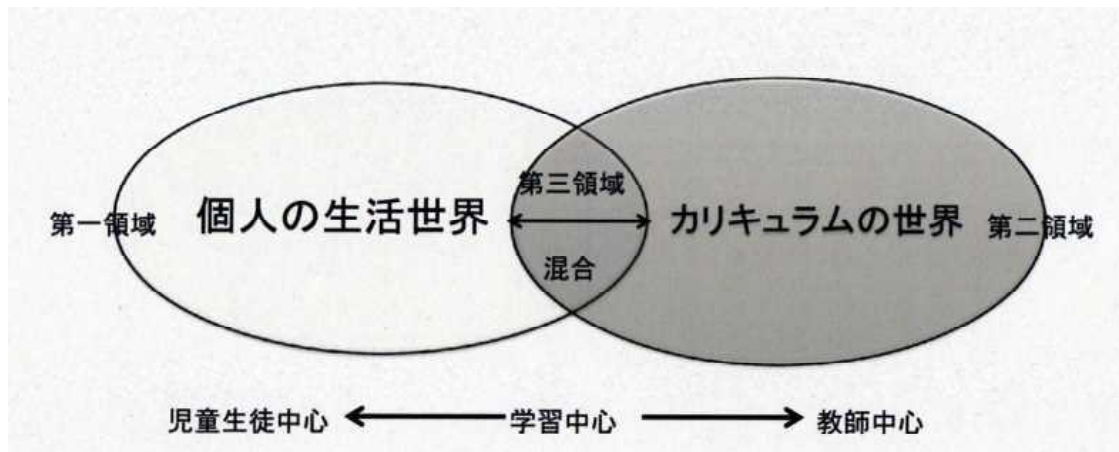 第三領域
第一領域 個人の生活世界 カリキュラムの世界 第二領域
混合
児童生徒中心 学習中心 教師中心